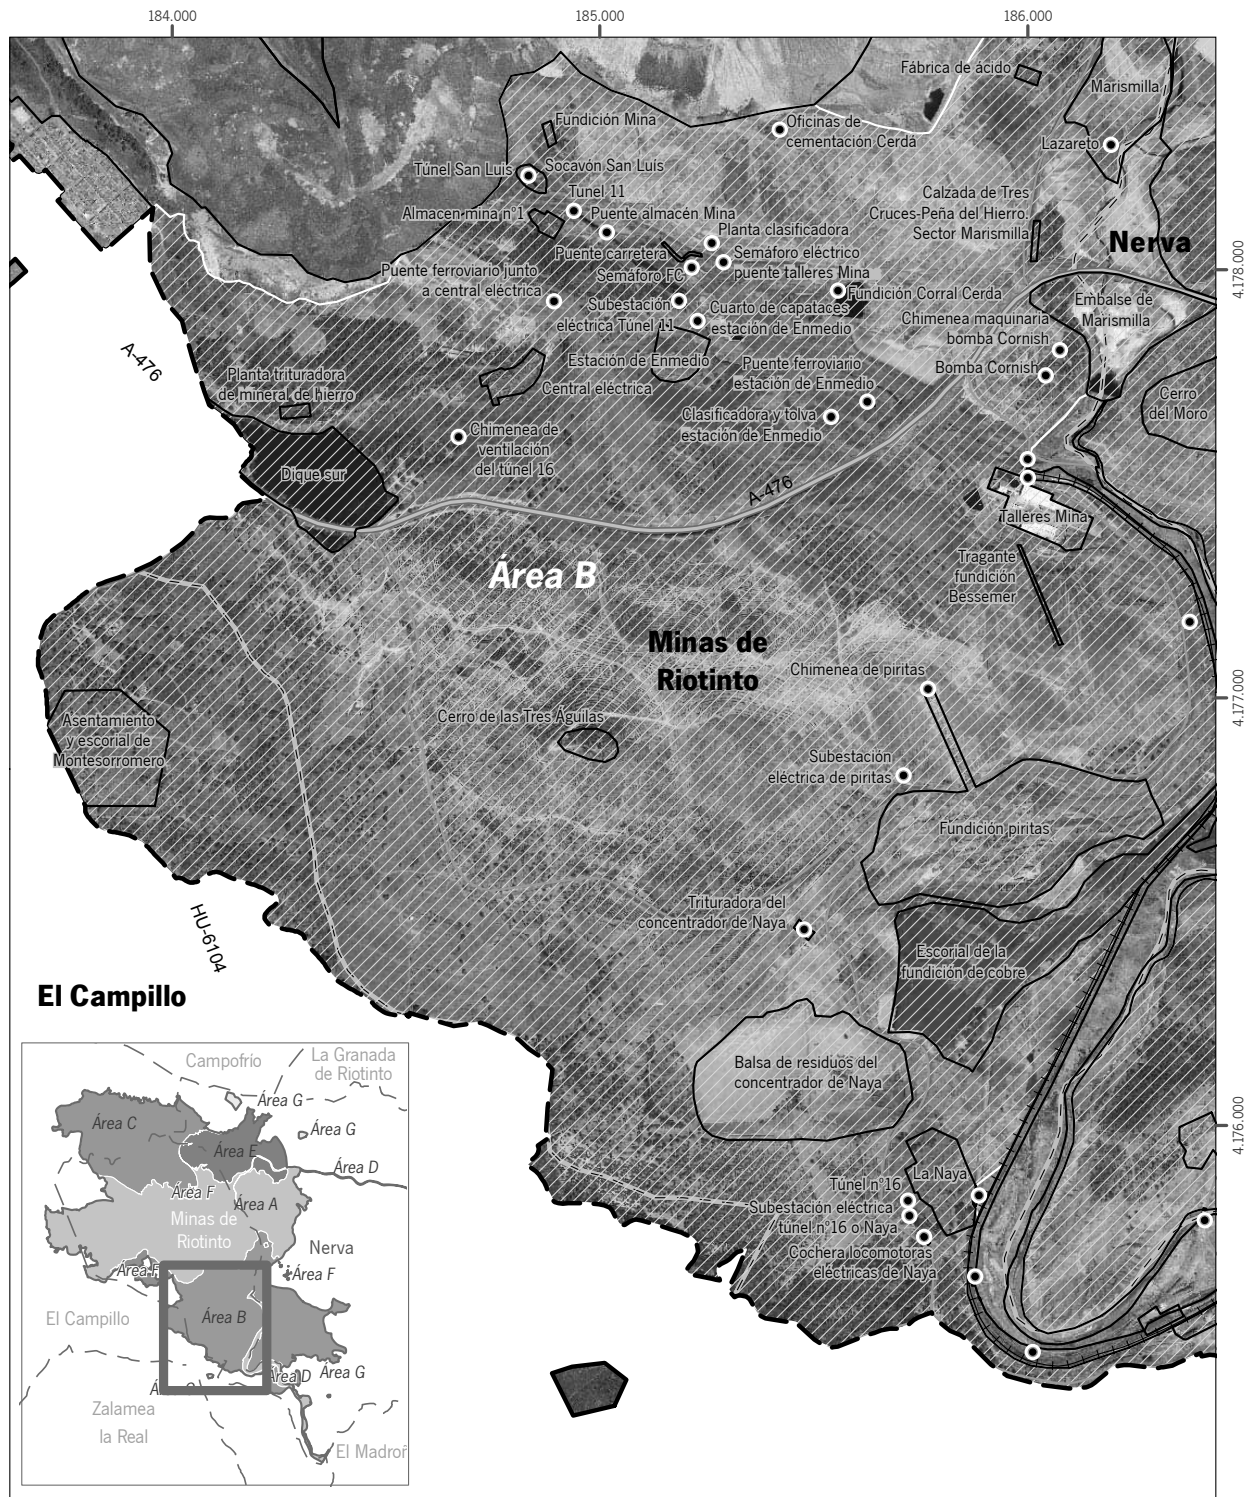 184.000
185.000
186.000
Fábrica de ácido
Marismilla
Fundición Mina
Oficinas de
cementación Cerda
Lazareto
Túnel San Luis
Socavón San Luis
Tunel 11
Calzada de Tres
Cruces-Peña del Hierro.
Sector Marismilla
Almacen mina nº1
Puente almacén Mina
Planta clasificadora
Nerva
Puente carretera
Semáforo eléctrico
puente talleres Mina
Puente ferroviario junto
a central eléctrica
Semáforo FC
4.178.000
Subestación
eléctrica Túnel 11
Cuarto de capataces
estación de Enmedio
Fundición Corral Cerda
Embalse de
Marismilla
Chimenea maquinaria
bomba Cornish
A-476
Estación de Enmedio
Puente ferroviario
estación de Enmedio
Bomba Cornish
Planta trituradora
de mineral de hierro
Central eléctrica
Cerro
del Moro
Clasificadora y tolva
estación de Enmedio
Chimenea de
ventilación
del túnel 16
Dique sur
A-476
Talleres Mina
Área B
Tragante
fundición
Bessemer
Minas de
Riotinto
Chimenea de piritas
4.177.000
Asentamiento
y escorial de
Montesorromero
Cerro de las Tres Águilas
Subestación
eléctrica de piritas
Fundición piritas
HU-6104
Trituradora del
concentrador de Naya
Escorial de la
fundición de cobre
El Campillo
Balsa de residuos del
concentrador de Naya
4.176.000
La Naya
Túnel nº16
Subestación eléctrica
túnel nº16 o Naya
Cochera locomotoras
eléctricas de Naya
Campofrío
La Granada
de Riotinto
Área G
Área C
Área G
Área E
Área D
Área F
Área A
Minas de
Riotinto
Nerva
Área F
Área F
El Campillo
Área B
Área D
Área G
Zalamea
la Real
El Madroñ